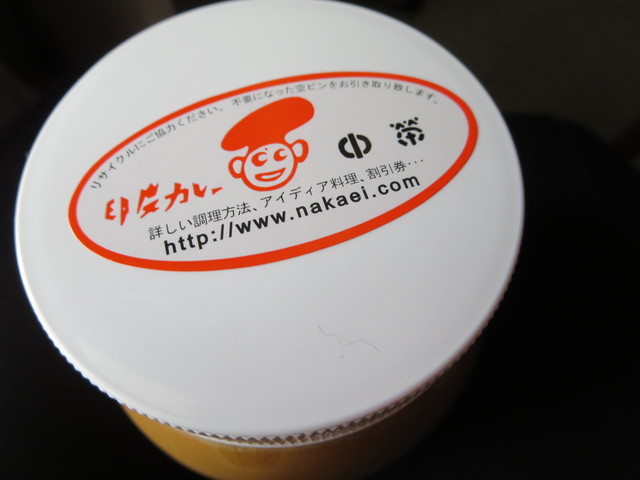 リサイクルにご協力ください。不要になった空ビンをお引き取り致します。
印度カレー
中栄
詳しい調理方法、アイディア料理、割引券・・・
http://www.nakaei.com